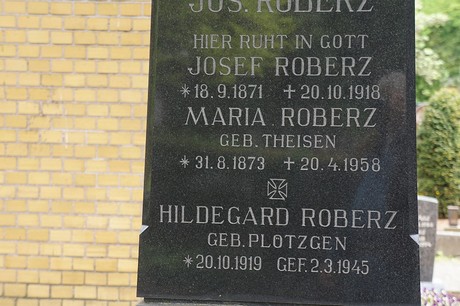 JOS. ROBERZ
HIER RUHT IN GOTT
JOSEF ROBERZ
*18.9.1871 +20.10.1918
MARIA ROBERZ
GEB. THEISEN
*31.8.1873 +20.4.1958
HILDEGARD ROBERZ
GEB. PLÖTZGEN
*20.10.1919 GEF. 2.3.1945